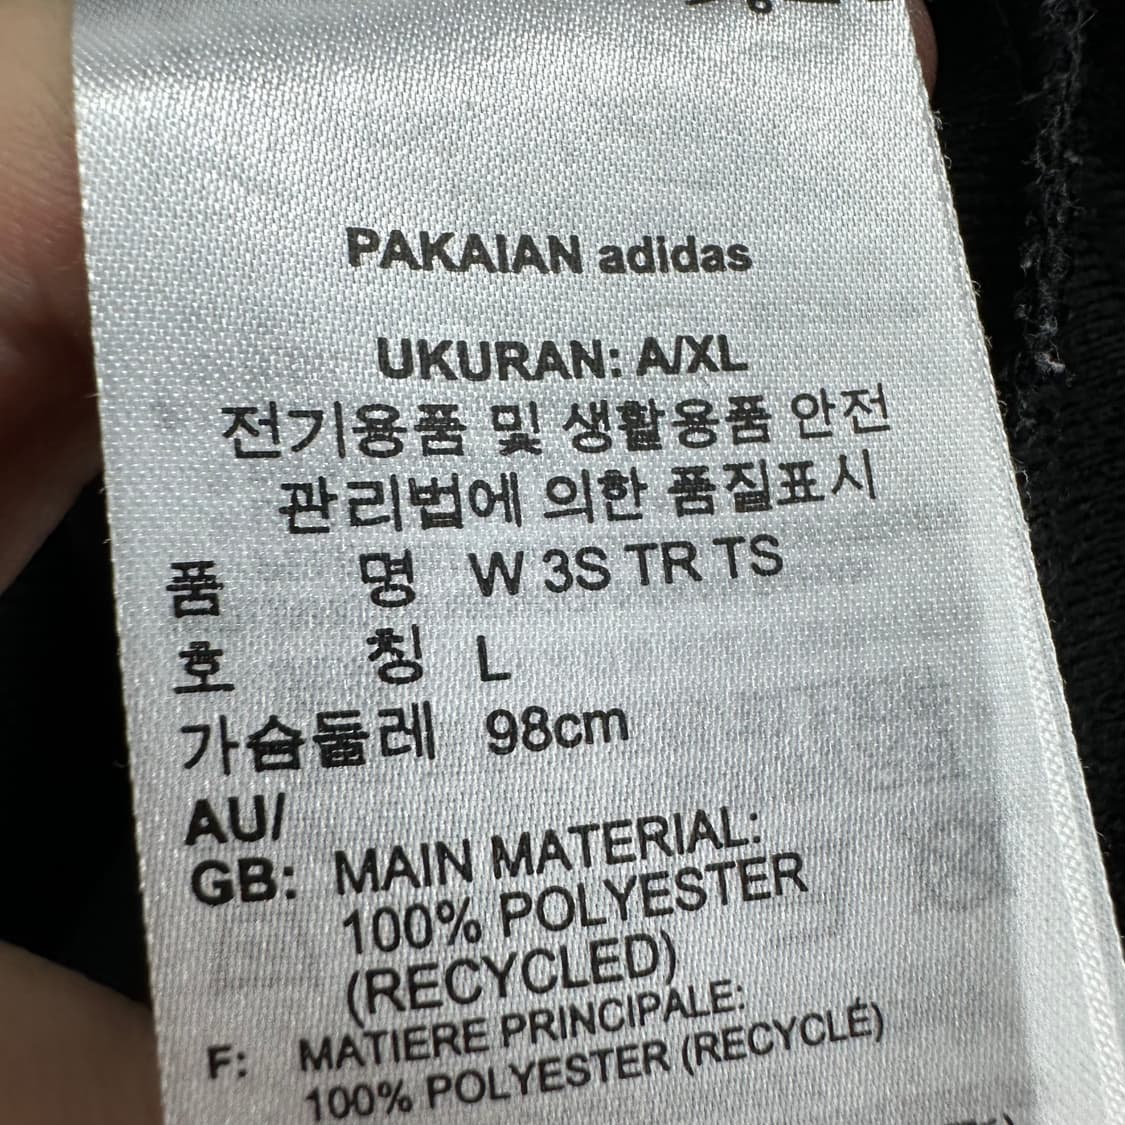 PAKAIAN adidas
UKURAN: A/XL
전기용품 및 생활용품 안전
관리법에 의한 품질표시
품 명 W 3S TR TS
호 칭 L
가슴둘레 98cm
AU/
GB: MAIN MATERIAL:
100% POLYESTER
(RECYCLED)
F: MATIERE PRINCIPALE:
100% POLYESTER (RECYCLÉ)